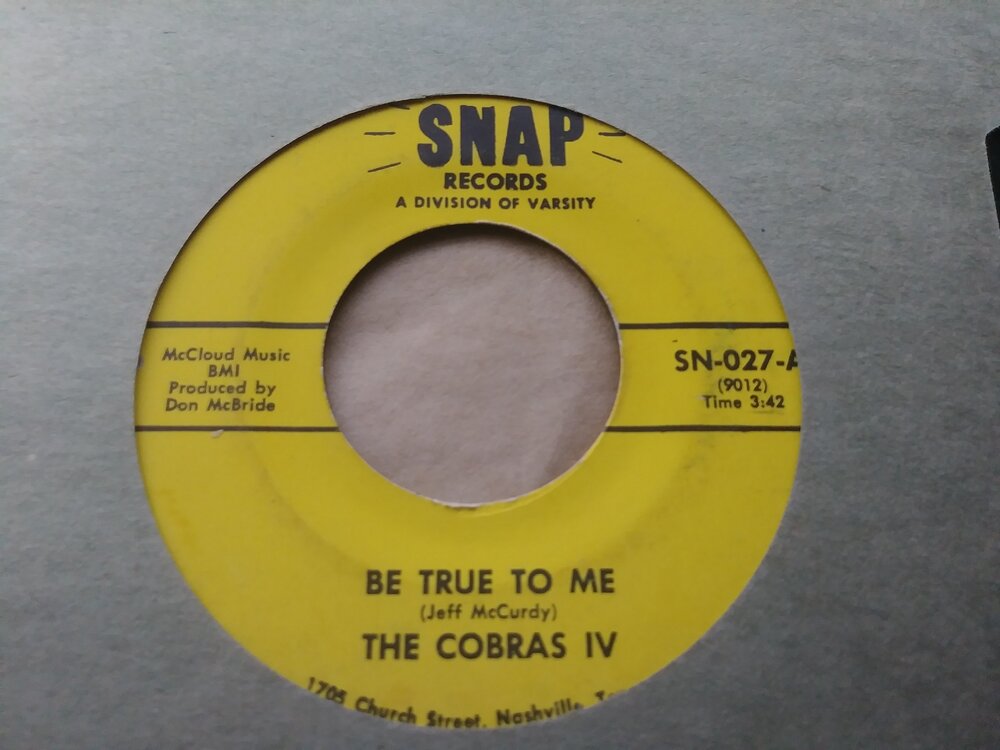 SNAP
RECORDS
A DIVISION OF VARSITY
McCloud Music
BMI
Produced by
Don McBride
SN-027-A
(9012)
Time 3:42
BE TRUE TO ME
(Jeff McCurdy)
THE COBRAS IV
1705 Church Street, Nashville,